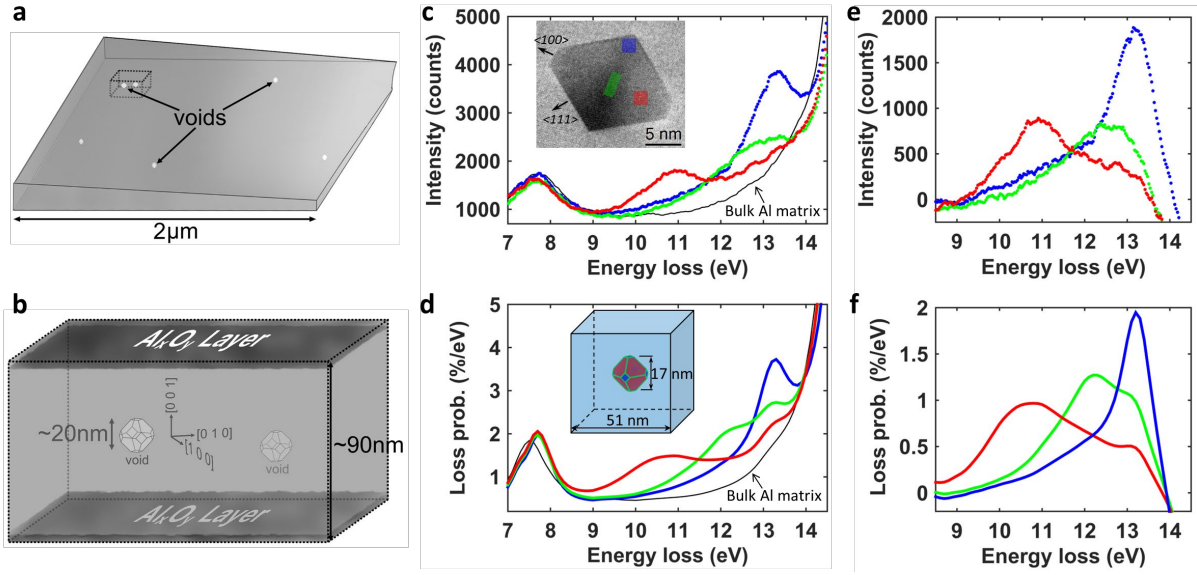 a
voids
2μm
b
AlxOy Layer
~20nm
void
[0 0 1]
[0 1 0]
[1̄ 0 0]
void
~90nm
AlxOy Layer
c
5000
4000
3000
2000
1000
Intensity (counts)
<100>
<111>
5 nm
Bulk Al matrix
7 8 9 10 11 12 13 14
Energy loss (eV)
d
5
4
3
2
1
Loss prob. (%/eV)
17 nm
51 nm
Bulk Al matrix
7 8 9 10 11 12 13 14
Energy loss (eV)
e
2000
1500
1000
500
0
Intensity (counts)
9 10 11 12 13 14
Energy loss (eV)
f
2
1.5
1
0.5
0
Loss prob. (%/eV)
9 10 11 12 13 14
Energy loss (eV)